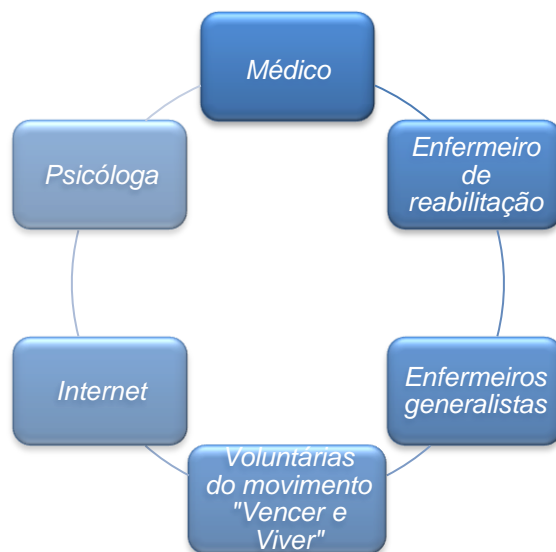 Médico
Enfermeiro
de
reabilitação
Enfermeiros
generalistas
Voluntárias
do movimento
"Vencer e
Viver"
Internet
Psicóloga